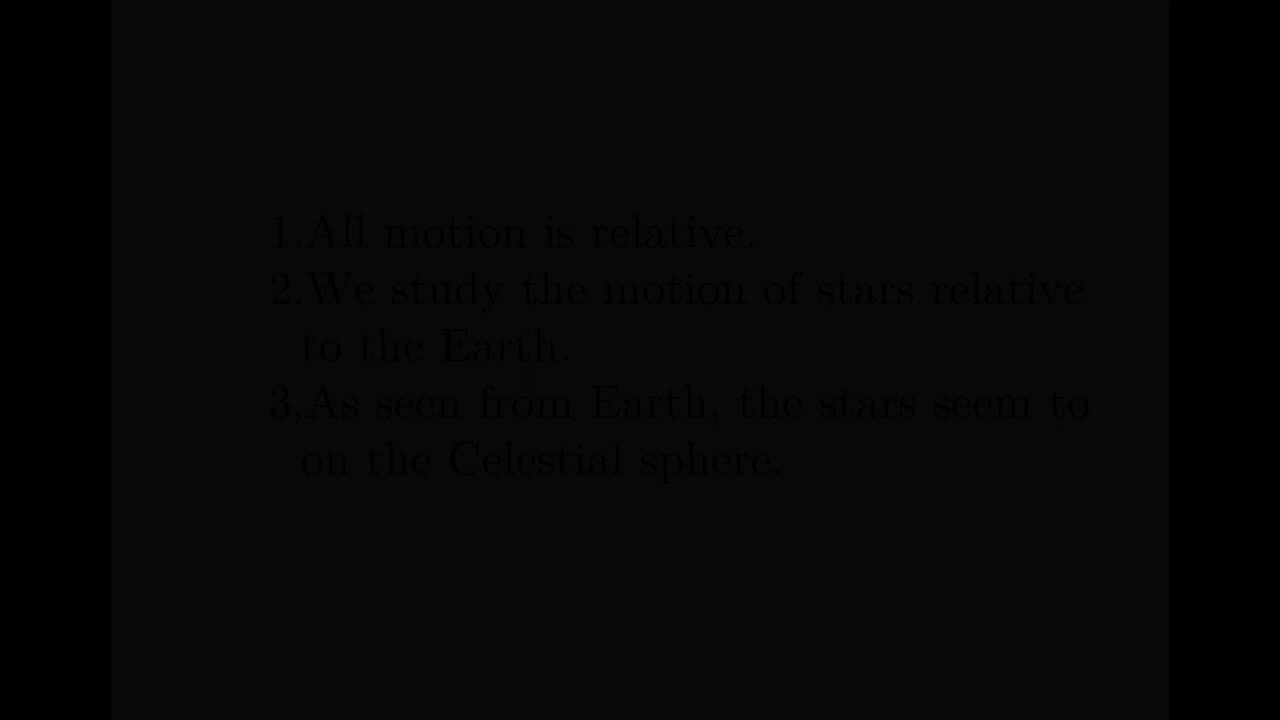 1.All motion is relative.
2.We study the motion of stars relative
to the Earth.
3.As seen from Earth, the stars seem to
on the Celestial sphere.